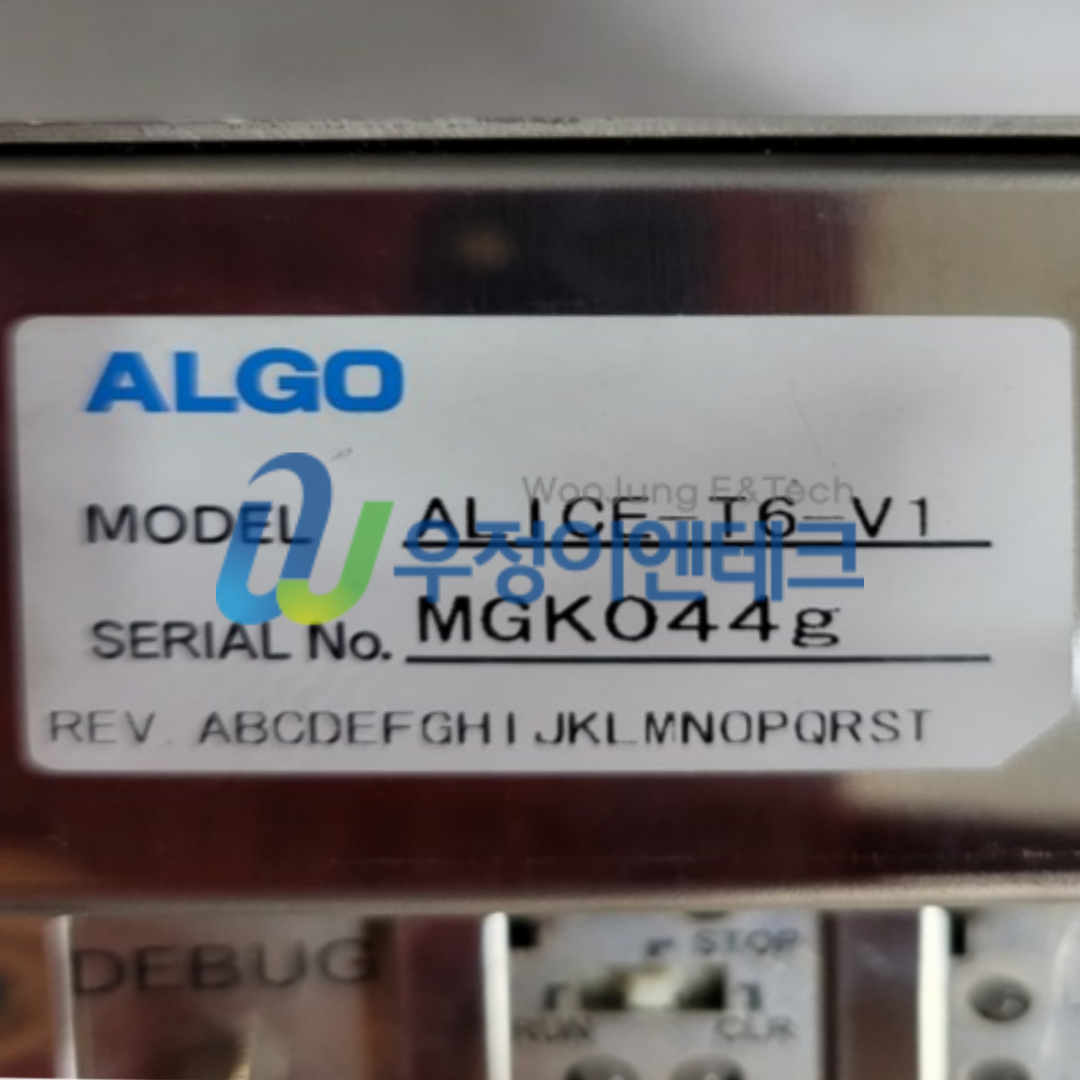 ALGO
WooJung E&Tech
MODEL ALICE-T6-V1
우정이엔테크
SERIAL No. MGK044g
REV. ABCDEFGHIJKLMNOPQRST
DEBUG
STOP
RUN CLR